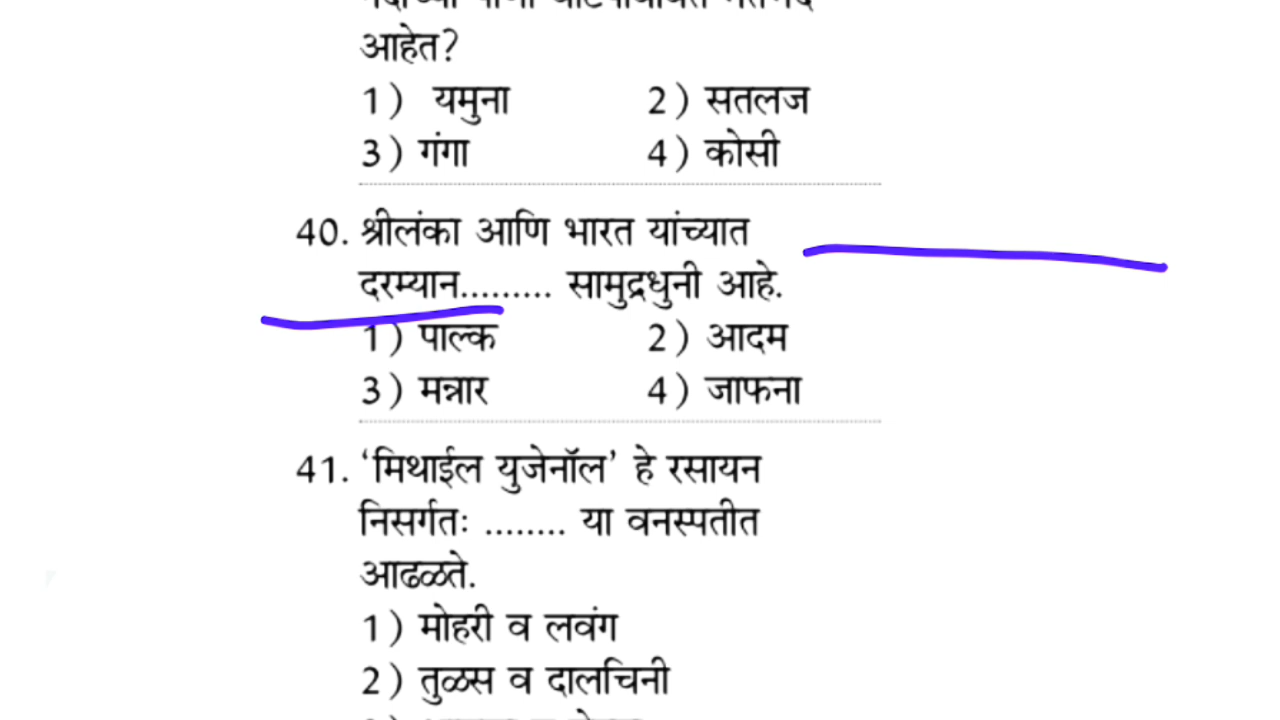 आहेत?
1) यमुना 2) सतलज
3) गंगा 4) कोसी
40. श्रीलंका आणि भारत यांच्यात
दरम्यान......... सामुद्रधुनी आहे.
1) पाल्क 2) आदम
3) मन्नार 4) जाफना
41. ‘मिथाईल युजेनॉल’ हे रसायन
निसर्गतः ........ या वनस्पतीत
आढळते.
1) मोहरी व लवंग
2) तुळस व दालचिनी